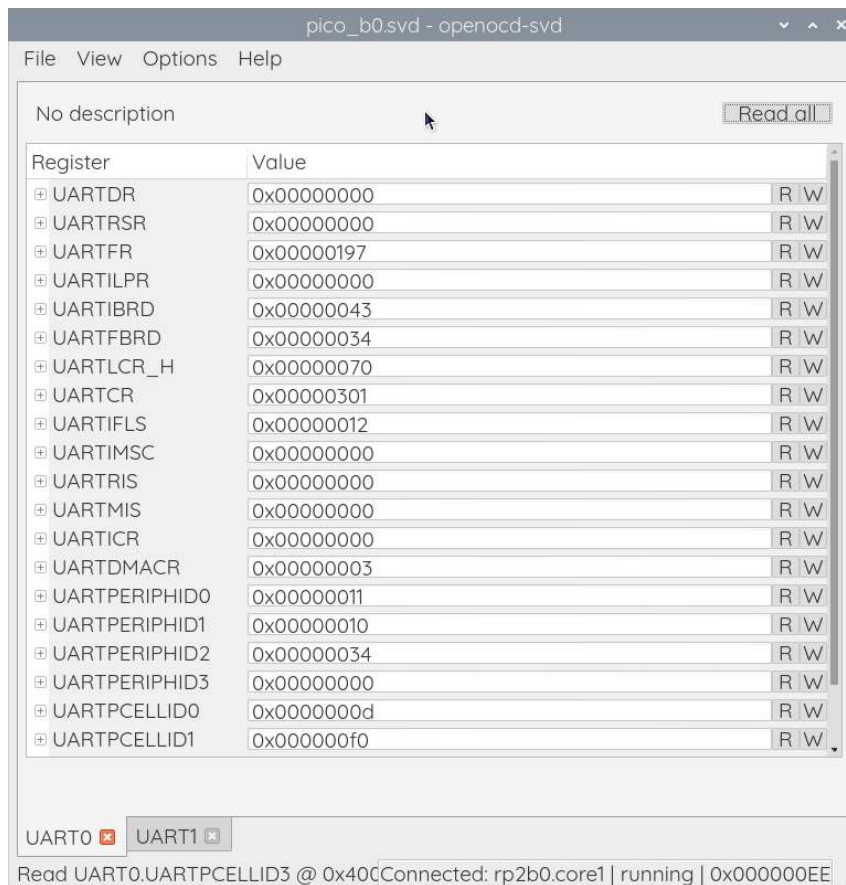 pico_b0.svd - openocd-svd
File View Options Help
No description Read all
Register Value
UARTDR 0x00000000 R W
UARTRSR 0x00000000 R W
UARTFR 0x00000197 R W
UARTILPR 0x00000000 R W
UARTIBRD 0x00000043 R W
UARTFBRD 0x00000034 R W
UARTLCR_H 0x00000070 R W
UARTCR 0x00000301 R W
UARTIFLS 0x00000012 R W
UARTIMSC 0x00000000 R W
UARTRIS 0x00000000 R W
UARTMIS 0x00000000 R W
UARTICR 0x00000000 R W
UARTDMACR 0x00000003 R W
UARTPERIPHID0 0x00000011 R W
UARTPERIPHID1 0x00000010 R W
UARTPERIPHID2 0x00000034 R W
UARTPERIPHID3 0x00000000 R W
UARTPCELLID0 0x0000000d R W
UARTPCELLID1 0x000000f0 R W
UART0 UART1
Read UART0.UARTPCELLID3 @ 0x400 Connected: rp2b0.core1 | running | 0x000000EE